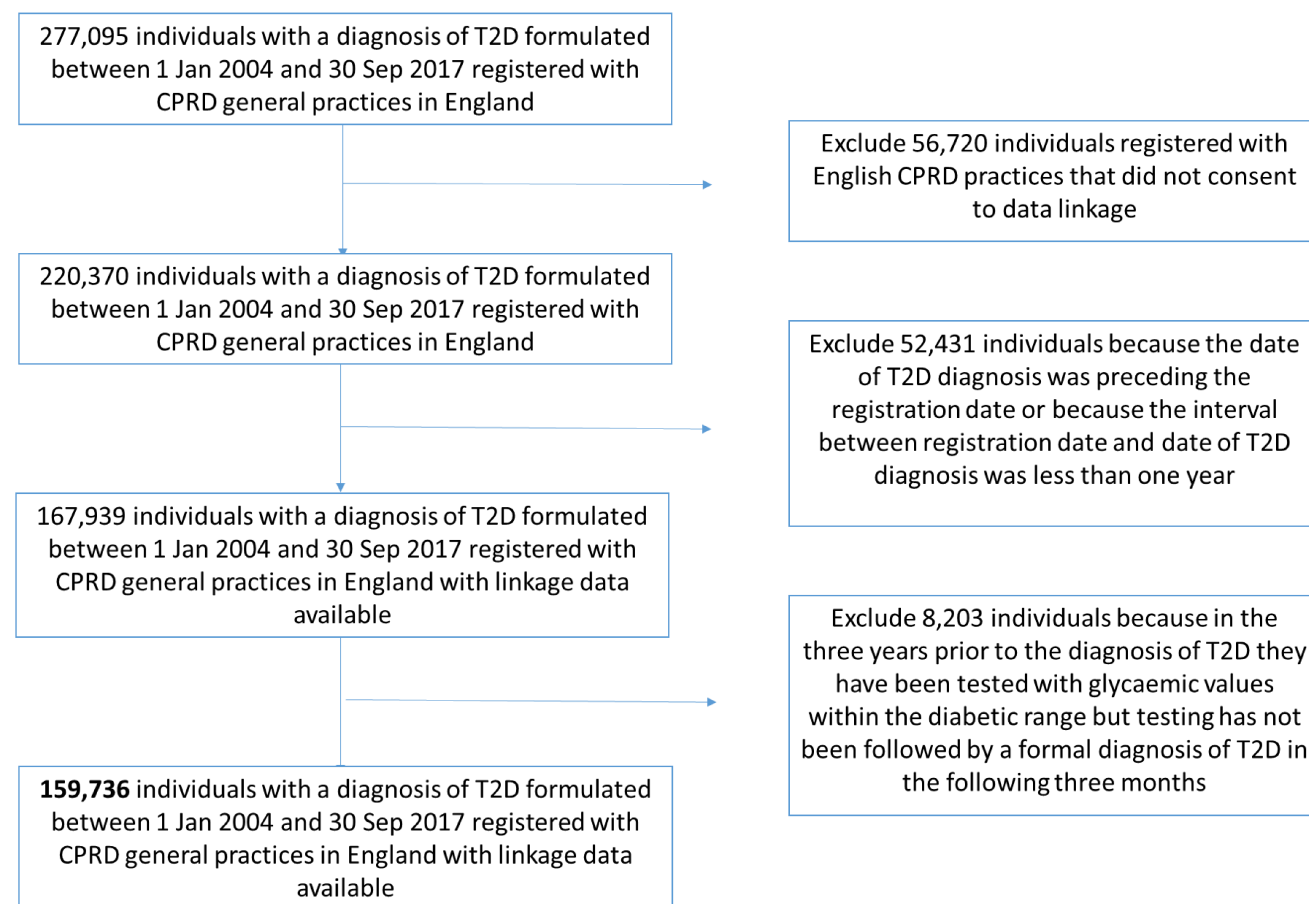 277,095 individuals with a diagnosis of T2D formulated
between 1 Jan 2004 and 30 Sep 2017 registered with
CPRD general practices in England
Exclude 56,720 individuals registered with
English CPRD practices that did not consent
to data linkage
220,370 individuals with a diagnosis of T2D formulated
between 1 Jan 2004 and 30 Sep 2017 registered with
CPRD general practices in England
Exclude 52,431 individuals because the date
of T2D diagnosis was preceding the
registration date or because the interval
between registration date and date of T2D
diagnosis was less than one year
167,939 individuals with a diagnosis of T2D formulated
between 1 Jan 2004 and 30 Sep 2017 registered with
CPRD general practices in England with linkage data
available
Exclude 8,203 individuals because in the
three years prior to the diagnosis of T2D they
have been tested with glycaemic values
within the diabetic range but testing has not
been followed by a formal diagnosis of T2D in
the following three months
159,736 individuals with a diagnosis of T2D formulated
between 1 Jan 2004 and 30 Sep 2017 registered with
CPRD general practices in England with linkage data
available